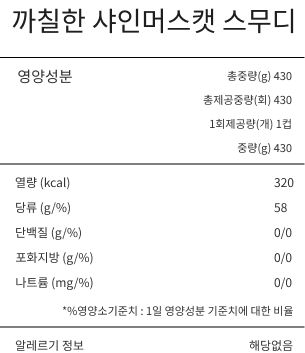 까칠한 샤인머스캣 스무디
영양성분 총중량(g) 430
총제공중량(회) 430
1회제공량(개) 1컵
중량(g) 430
열량 (kcal) 320
당류 (g/%) 58
단백질 (g/%) 0/0
포화지방 (g/%) 0/0
나트륨 (mg/%) 0/0
*%영양소기준치 : 1일 영양성분 기준치에 대한 비율
알레르기 정보 해당없음